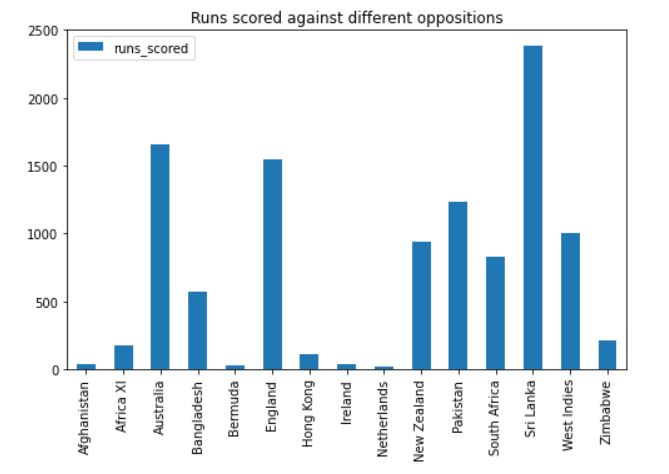 Runs scored against different oppositions
runs_scored
2500
2000
1500
1000
500
0
Afghanistan
Africa XI
Australia
Bangladesh
Bermuda
England
Hong Kong
Ireland
Netherlands
New Zealand
Pakistan
South Africa
Sri Lanka
West Indies
Zimbabwe